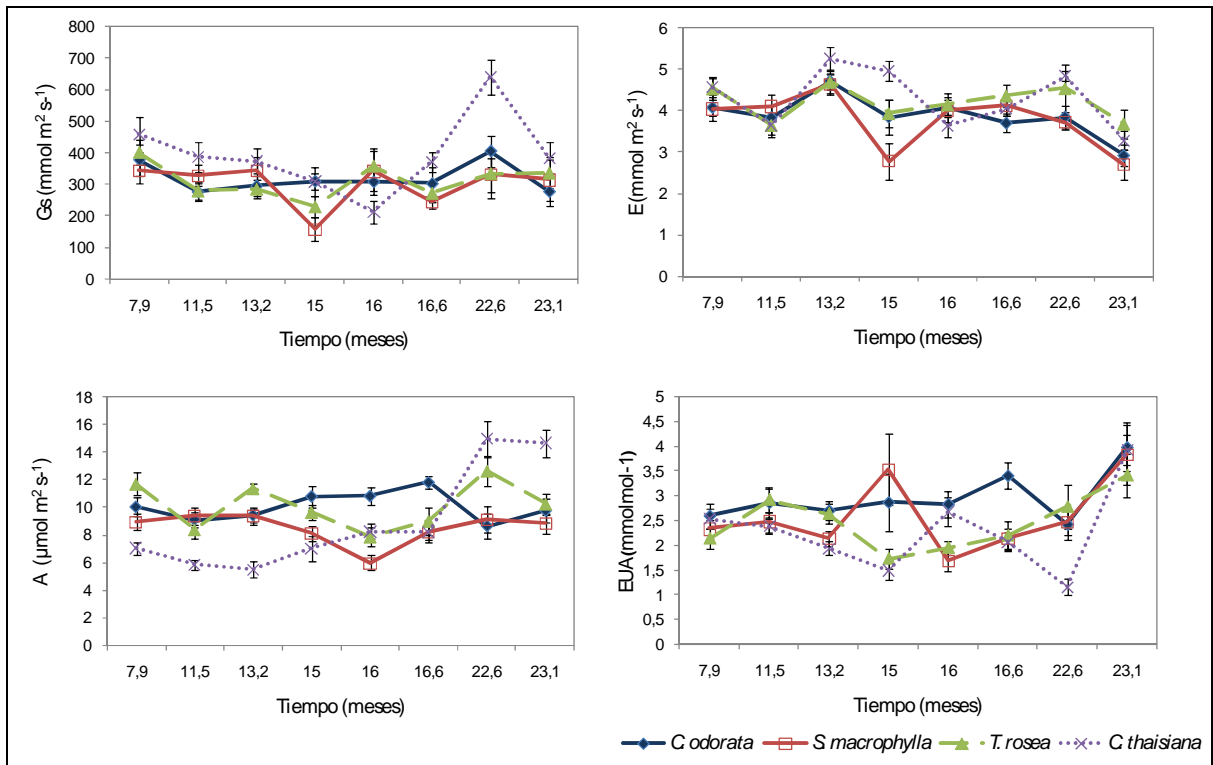 Gs (mmol m² s⁻¹)
800
700
600
500
400
300
200
100
0
7,9 11,5 13,2 15 16 16,6 22,6 23,1
Tiempo (meses)
E(mmol m² s⁻¹)
6
5
4
3
2
1
0
7,9 11,5 13,2 15 16 16,6 22,6 23,1
Tiempo (meses)
A (µmol m² s⁻¹)
18
16
14
12
10
8
6
4
2
0
7,9 11,5 13,2 15 16 16,6 22,6 23,1
Tiempo (meses)
EUA(mmolmol-1)
5
4,5
4
3,5
3
2,5
2
1,5
1
0,5
0
7,9 11,5 13,2 15 16 16,6 22,6 23,1
Tiempo (meses)
C. odorata S. macrophylla T. rosea C. thaisiana